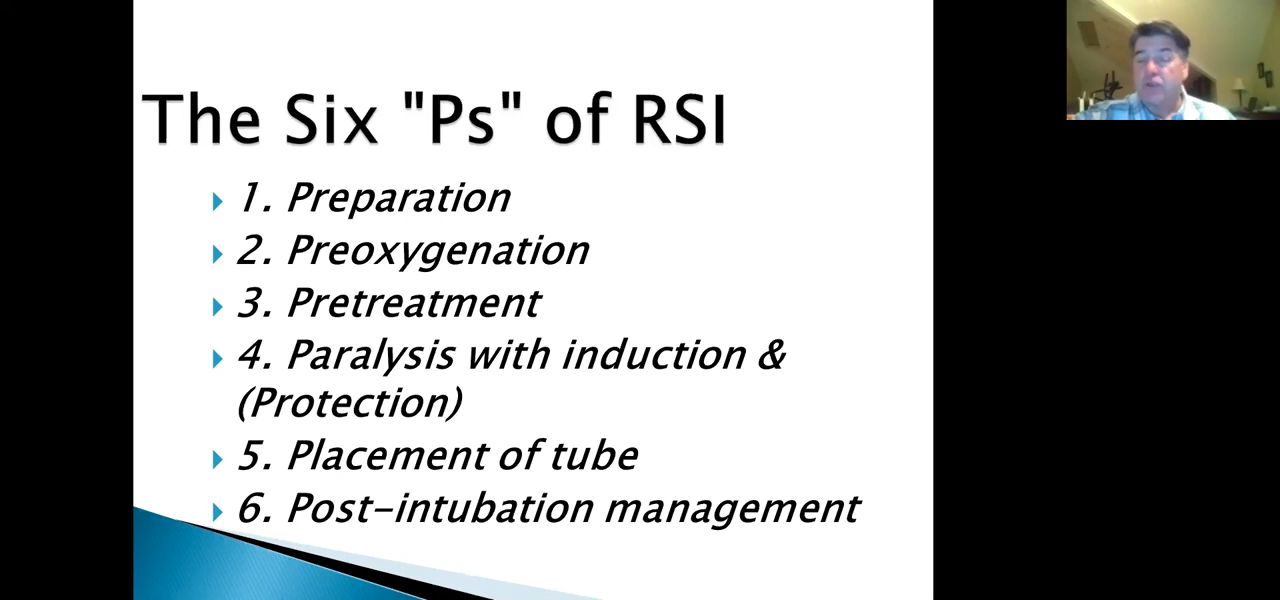 The Six "Ps" of RSI
1. Preparation
2. Preoxygenation
3. Pretreatment
4. Paralysis with induction &
(Protection)
5. Placement of tube
6. Post-intubation management